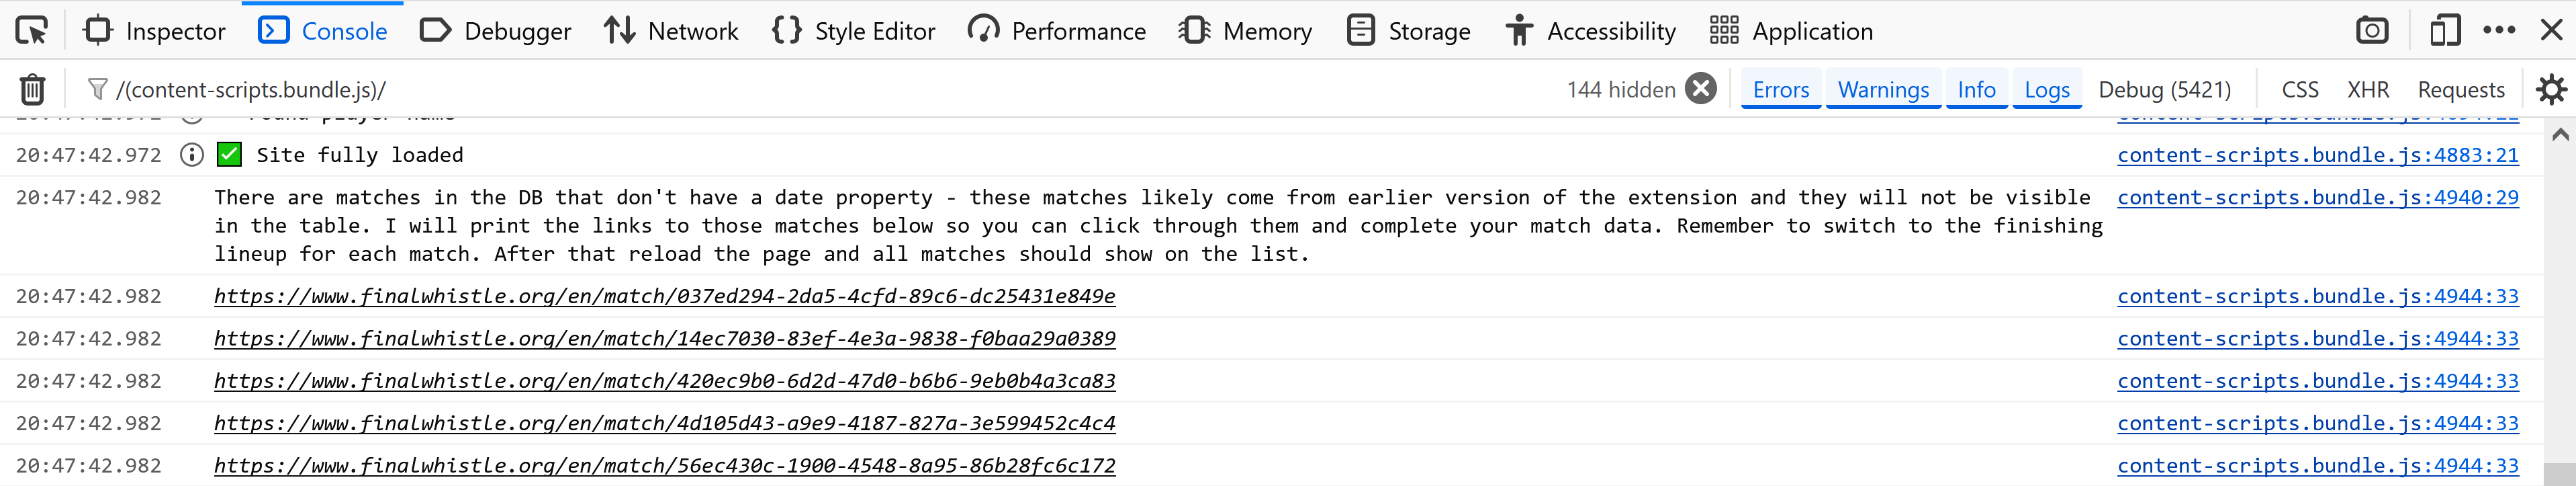 Inspector Console Debugger Network Style Editor Performance Memory Storage Accessibility Application
/(content-scripts.bundle.js)/ 144 hidden Errors Warnings Info Logs Debug (5421) CSS XHR Requests
20:47:42.972 Site fully loaded content-scripts.bundle.js:4883:21
20:47:42.982 There are matches in the DB that don't have a date property - these matches likely come from earlier version of the extension and they will not be visible content-scripts.bundle.js:4940:29
in the table. I will print the links to those matches below so you can click through them and complete your match data. Remember to switch to the finishing
lineup for each match. After that reload the page and all matches should show on the list.
20:47:42.982 https://www.finalwhistle.org/en/match/037ed294-2da5-4cfd-89c6-dc25431e849e content-scripts.bundle.js:4944:33
20:47:42.982 https://www.finalwhistle.org/en/match/14ec7030-83ef-4e3a-9838-f0baa29a0389 content-scripts.bundle.js:4944:33
20:47:42.982 https://www.finalwhistle.org/en/match/420ec9b0-6d2d-47d0-b6b6-9eb0b4a3ca83 content-scripts.bundle.js:4944:33
20:47:42.982 https://www.finalwhistle.org/en/match/4d105d43-a9e9-4187-827a-3e599452c4c4 content-scripts.bundle.js:4944:33
20:47:42.982 https://www.finalwhistle.org/en/match/56ec430c-1900-4548-8a95-86b28fc6c172 content-scripts.bundle.js:4944:33